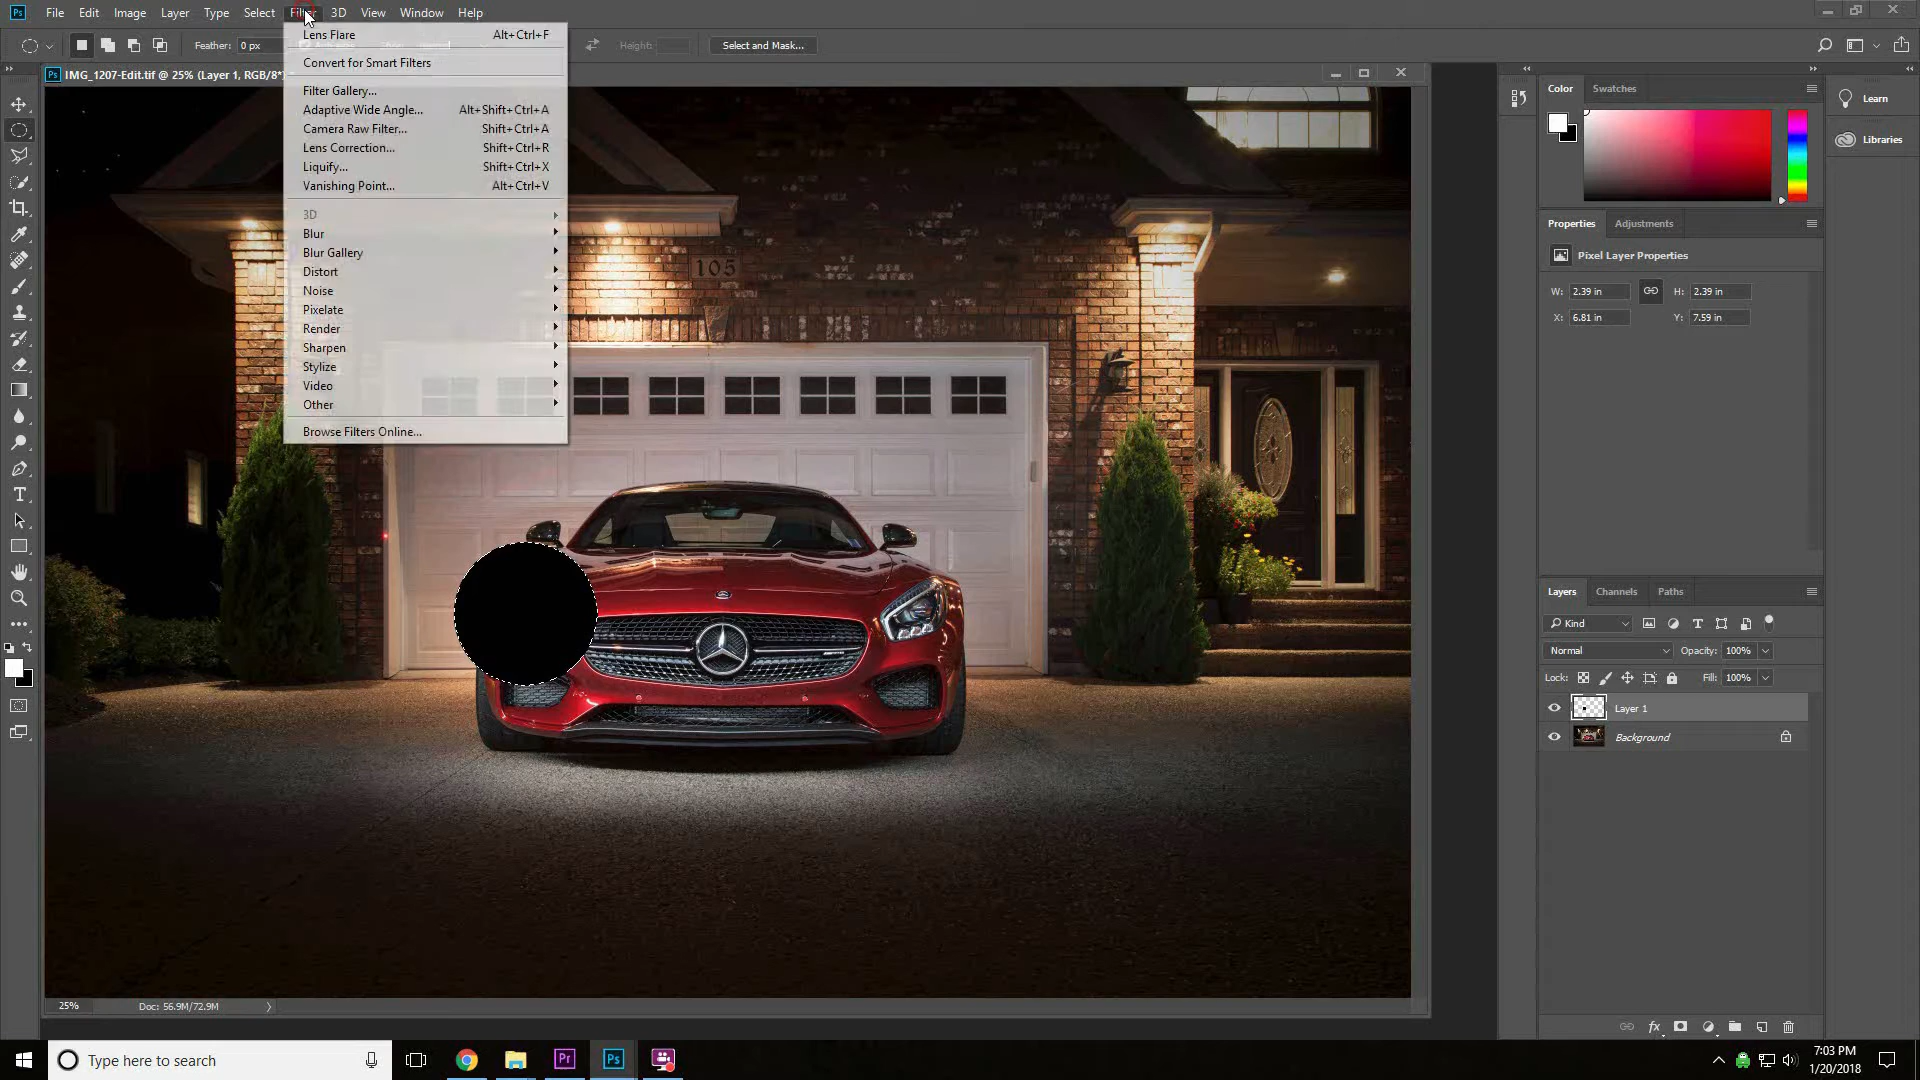 Ps File Edit Image Layer Type Select Filter 3D View Window Help
Feather: 0 px Height: Select and Mask...
Ps IMG_1207-Edit.tif @ 25% (Layer 1, RGB/8*)
Lens Flare Alt+Ctrl+F
Convert for Smart Filters
Filter Gallery...
Adaptive Wide Angle... Alt+Shift+Ctrl+A
Camera Raw Filter... Shift+Ctrl+A
Lens Correction... Shift+Ctrl+R
Liquify... Shift+Ctrl+X
Vanishing Point... Alt+Ctrl+V
3D
Blur
Blur Gallery
Distort
Noise
Pixelate
Render
Sharpen
Stylize
Video
Other
Browse Filters Online...
105
Color Swatches
Learn
Libraries
Properties Adjustments
Pixel Layer Properties
W: 2.39 in H: 2.39 in
X: 6.81 in Y: 7.59 in
Layers Channels Paths
Kind
Normal Opacity: 100%
Lock: Fill: 100%
Layer 1
Background
fx
25% Doc: 56.9M/72.9M
Type here to search
Pr
Ps
7:03 PM
1/20/2018